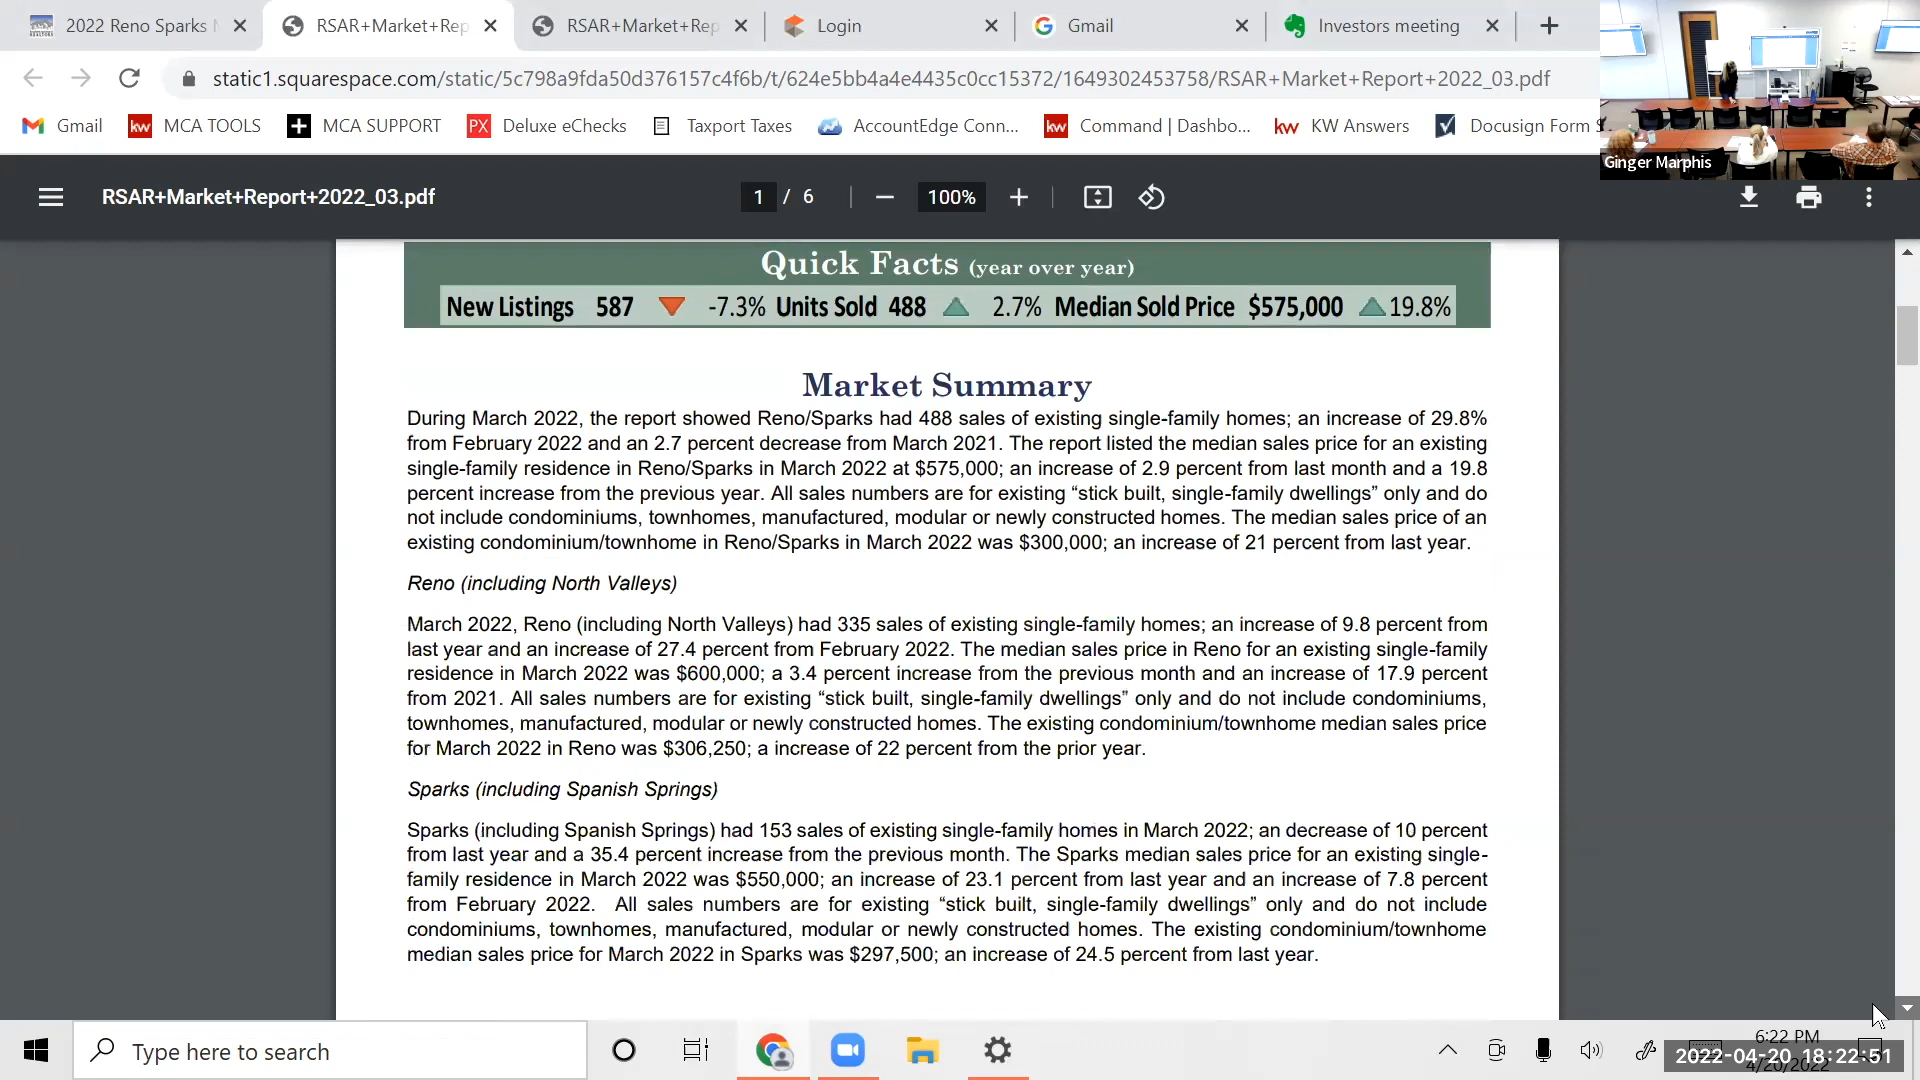 2022 Reno Sparks
RSAR+Market+Rep
RSAR+Market+Rep
Login
Gmail
Investors meeting
static1.squarespace.com/static/5c798a9fda50d376157c4f6b/t/624e5bb4a4e4435c0cc15372/1649302453758/RSAR+Market+Report+2022_03.pdf
Gmail
kw MCA TOOLS
MCA SUPPORT
PX Deluxe eChecks
Taxport Taxes
AccountEdge Conn...
kw Command | Dashbo...
kw KW Answers
Docusign Form
Ginger Marphis
RSAR+Market+Report+2022_03.pdf
1 / 6
100%
Quick Facts (year over year)
New Listings 587 -7.3% Units Sold 488 2.7% Median Sold Price $575,000 19.8%
Market Summary
During March 2022, the report showed Reno/Sparks had 488 sales of existing single-family homes; an increase of 29.8%
from February 2022 and an 2.7 percent decrease from March 2021. The report listed the median sales price for an existing
single-family residence in Reno/Sparks in March 2022 at $575,000; an increase of 2.9 percent from last month and a 19.8
percent increase from the previous year. All sales numbers are for existing “stick built, single-family dwellings” only and do
not include condominiums, townhomes, manufactured, modular or newly constructed homes. The median sales price of an
existing condominium/townhome in Reno/Sparks in March 2022 was $300,000; an increase of 21 percent from last year.
Reno (including North Valleys)
March 2022, Reno (including North Valleys) had 335 sales of existing single-family homes; an increase of 9.8 percent from
last year and an increase of 27.4 percent from February 2022. The median sales price in Reno for an existing single-family
residence in March 2022 was $600,000; a 3.4 percent increase from the previous month and an increase of 17.9 percent
from 2021. All sales numbers are for existing “stick built, single-family dwellings” only and do not include condominiums,
townhomes, manufactured, modular or newly constructed homes. The existing condominium/townhome median sales price
for March 2022 in Reno was $306,250; a increase of 22 percent from the prior year.
Sparks (including Spanish Springs)
Sparks (including Spanish Springs) had 153 sales of existing single-family homes in March 2022; an decrease of 10 percent
from last year and a 35.4 percent increase from the previous month. The Sparks median sales price for an existing single-
family residence in March 2022 was $550,000; an increase of 23.1 percent from last year and an increase of 7.8 percent
from February 2022. All sales numbers are for existing “stick built, single-family dwellings” only and do not include
condominiums, townhomes, manufactured, modular or newly constructed homes. The existing condominium/townhome
median sales price for March 2022 in Sparks was $297,500; an increase of 24.5 percent from last year.
Type here to search
6:22 PM
4/20/2022
2022-04-20 18:22:51